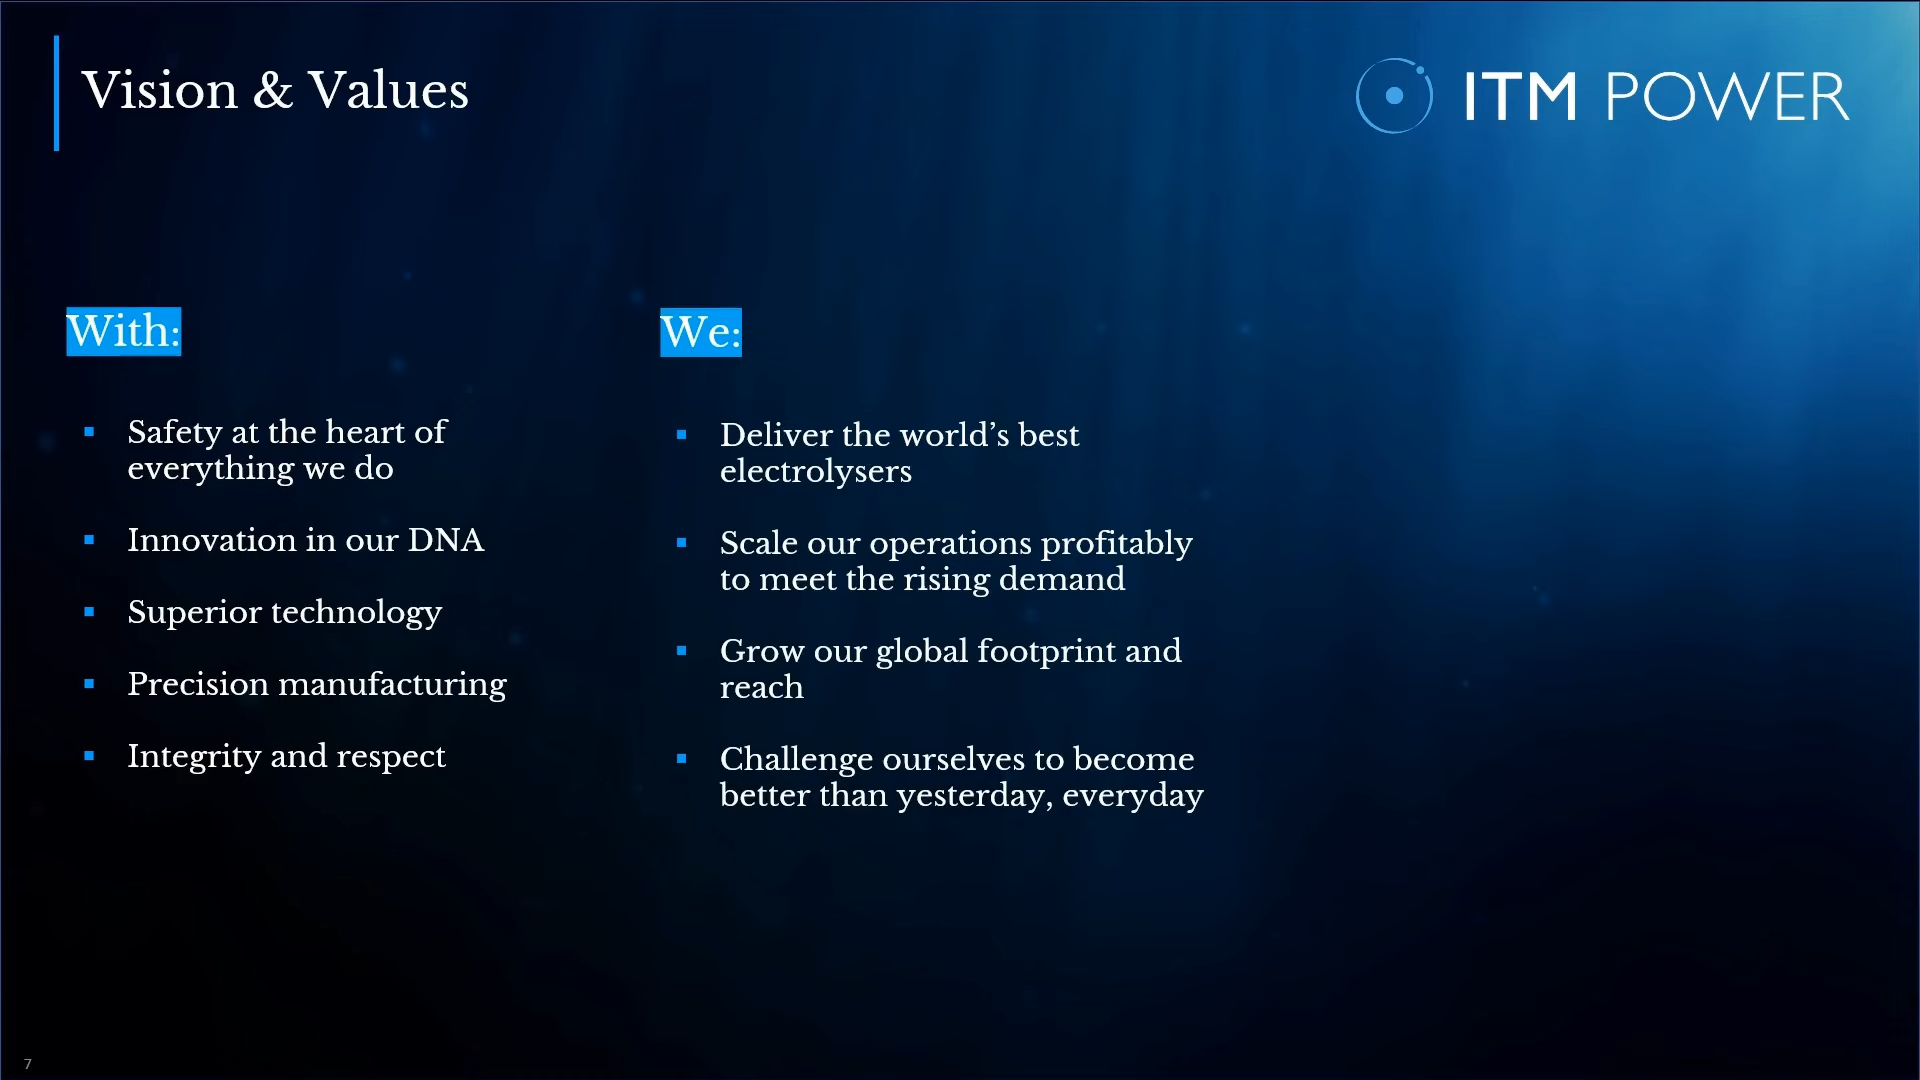 Vision & Values
ITM POWER
With:
Safety at the heart of
everything we do
Innovation in our DNA
Superior technology
Precision manufacturing
Integrity and respect
We:
Deliver the world’s best
electrolysers
Scale our operations profitably
to meet the rising demand
Grow our global footprint and
reach
Challenge ourselves to become
better than yesterday, everyday
7